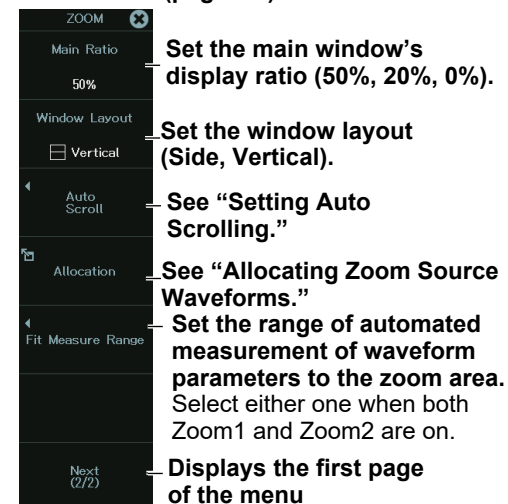 ZOOM
Main Ratio
50%
Set the main window's
display ratio (50%, 20%, 0%).
Window Layout
Vertical
Set the window layout
(Side, Vertical).
Auto
Scroll
See “Setting Auto
Scrolling.”
Allocation
See “Allocating Zoom Source
Waveforms.”
Fit Measure Range
Set the range of automated
measurement of waveform
parameters to the zoom area.
Select either one when both
Zoom1 and Zoom2 are on.
Next
(2/2)
Displays the first page
of the menu